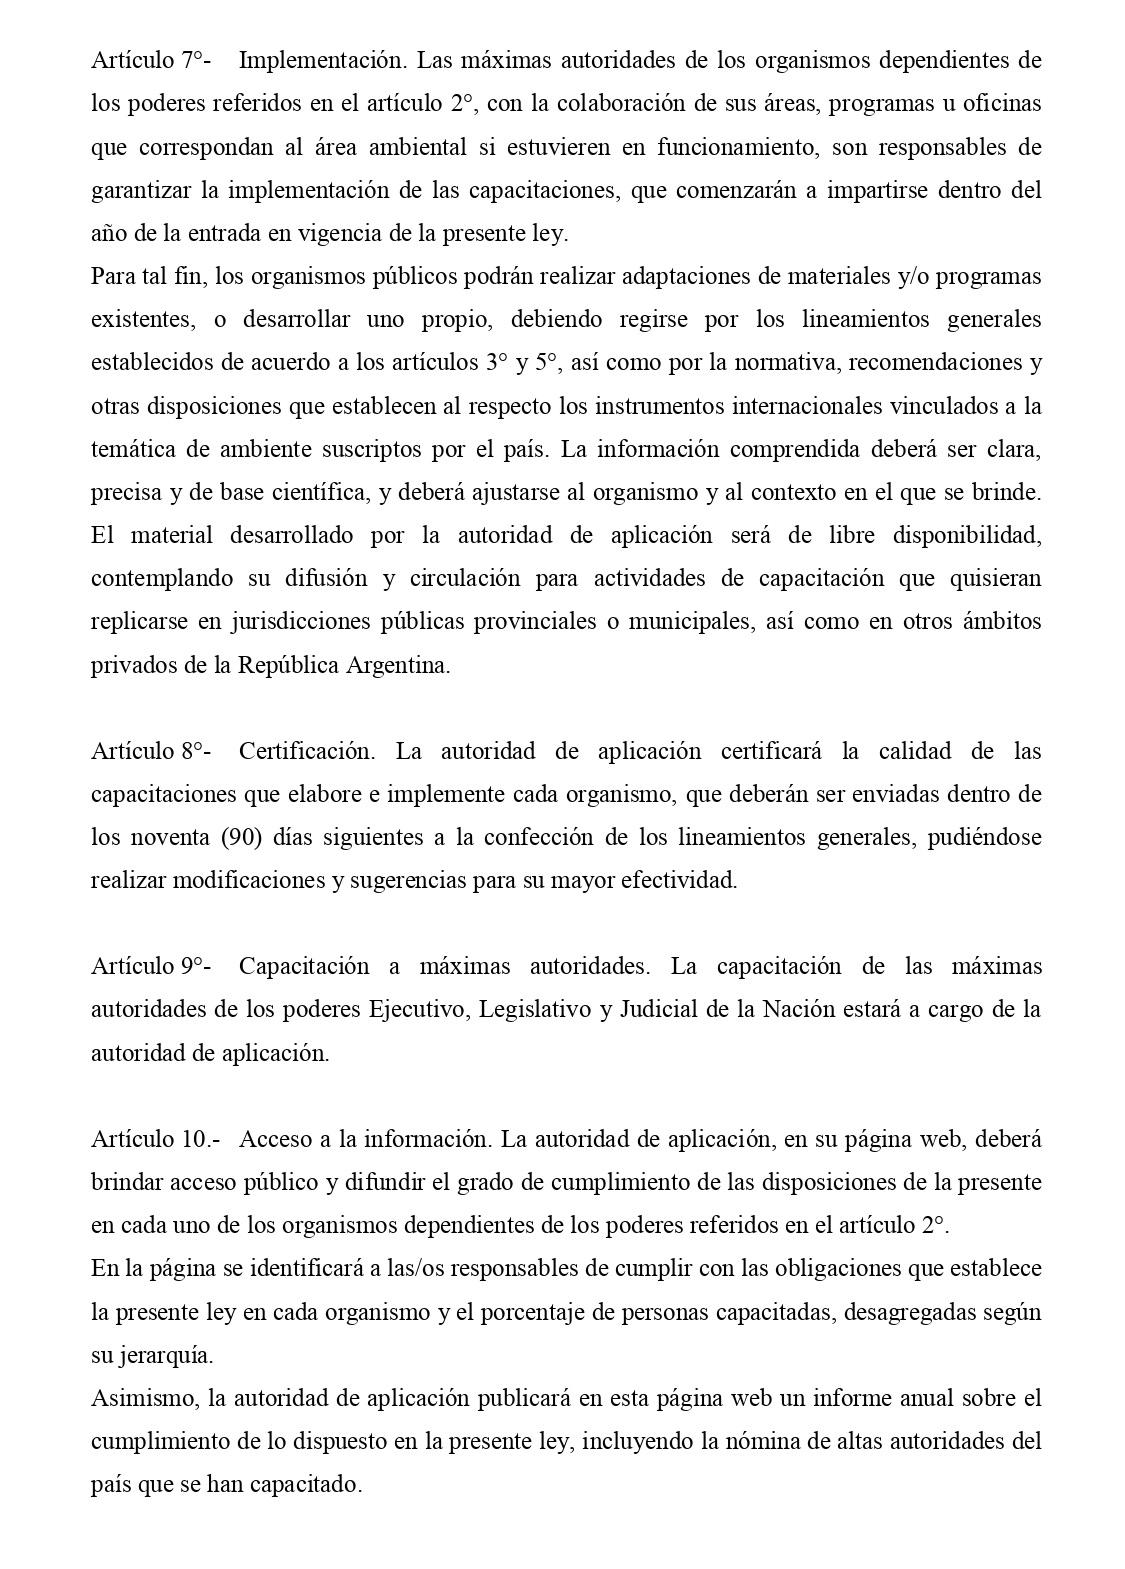 Artículo 7°- Implementación. Las máximas autoridades de los organismos dependientes de
los poderes referidos en el artículo 2°, con la colaboración de sus áreas, programas u oficinas
que correspondan al área ambiental si estuvieren en funcionamiento, son responsables de
garantizar la implementación de las capacitaciones, que comenzarán a impartirse dentro del
año de la entrada en vigencia de la presente ley.
Para tal fin, los organismos públicos podrán realizar adaptaciones de materiales y/o programas
existentes, o desarrollar uno propio, debiendo regirse por los lineamientos generales
establecidos de acuerdo a los artículos 3° y 5°, así como por la normativa, recomendaciones y
otras disposiciones que establecen al respecto los instrumentos internacionales vinculados a la
temática de ambiente suscriptos por el país. La información comprendida deberá ser clara,
precisa y de base científica, y deberá ajustarse al organismo y al contexto en el que se brinde.
El material desarrollado por la autoridad de aplicación será de libre disponibilidad,
contemplando su difusión y circulación para actividades de capacitación que quisieran
replicarse en jurisdicciones públicas provinciales o municipales, así como en otros ámbitos
privados de la República Argentina.
Artículo 8°- Certificación. La autoridad de aplicación certificará la calidad de las
capacitaciones que elabore e implemente cada organismo, que deberán ser enviadas dentro de
los noventa (90) días siguientes a la confección de los lineamientos generales, pudiéndose
realizar modificaciones y sugerencias para su mayor efectividad.
Artículo 9°- Capacitación a máximas autoridades. La capacitación de las máximas
autoridades de los poderes Ejecutivo, Legislativo y Judicial de la Nación estará a cargo de la
autoridad de aplicación.
Artículo 10.- Acceso a la información. La autoridad de aplicación, en su página web, deberá
brindar acceso público y difundir el grado de cumplimiento de las disposiciones de la presente
en cada uno de los organismos dependientes de los poderes referidos en el artículo 2°.
En la página se identificará a las/os responsables de cumplir con las obligaciones que establece
la presente ley en cada organismo y el porcentaje de personas capacitadas, desagregadas según
su jerarquía.
Asimismo, la autoridad de aplicación publicará en esta página web un informe anual sobre el
cumplimiento de lo dispuesto en la presente ley, incluyendo la nómina de altas autoridades del
país que se han capacitado.